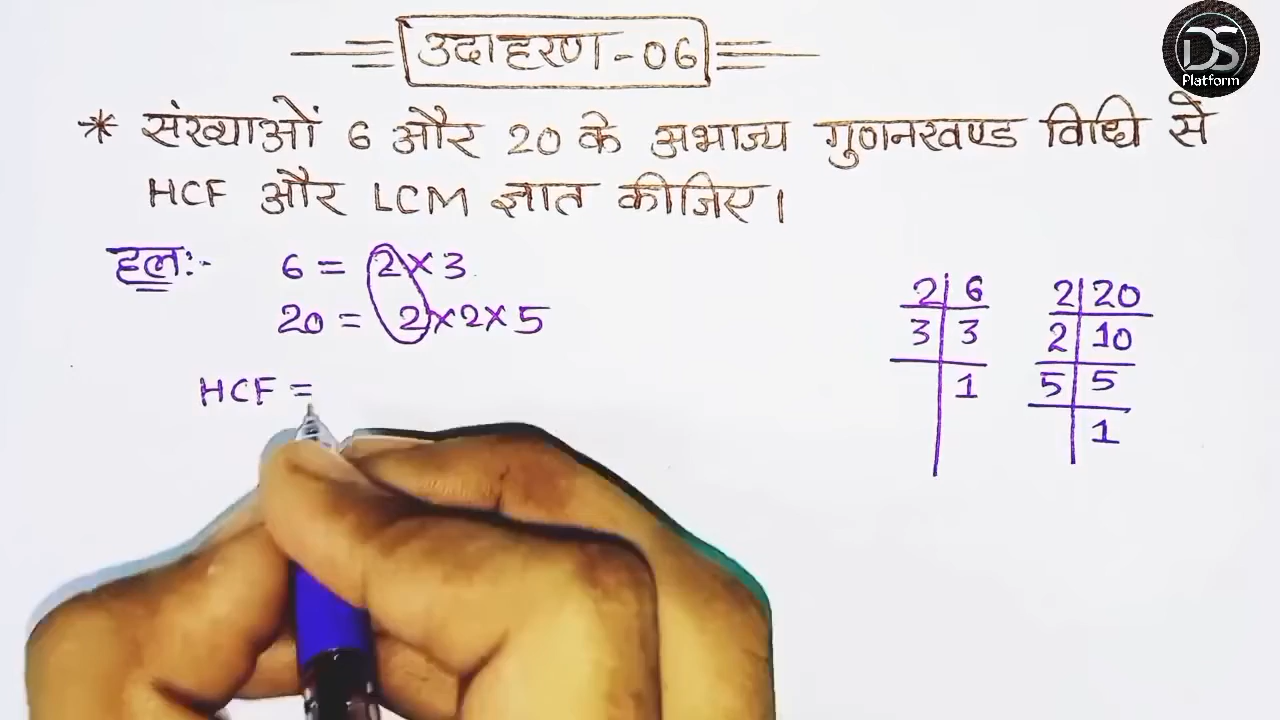 उदाहरण-06
DS
Platform
* संख्याओं 6 और 20 के अभाज्य गुणनखण्ड विधि से
HCF और LCM ज्ञात कीजिए।
हलः- 6 = 2×3
20 = 2×2×5
HCF =
2 6
3 3
1
2 20
2 10
5 5
1